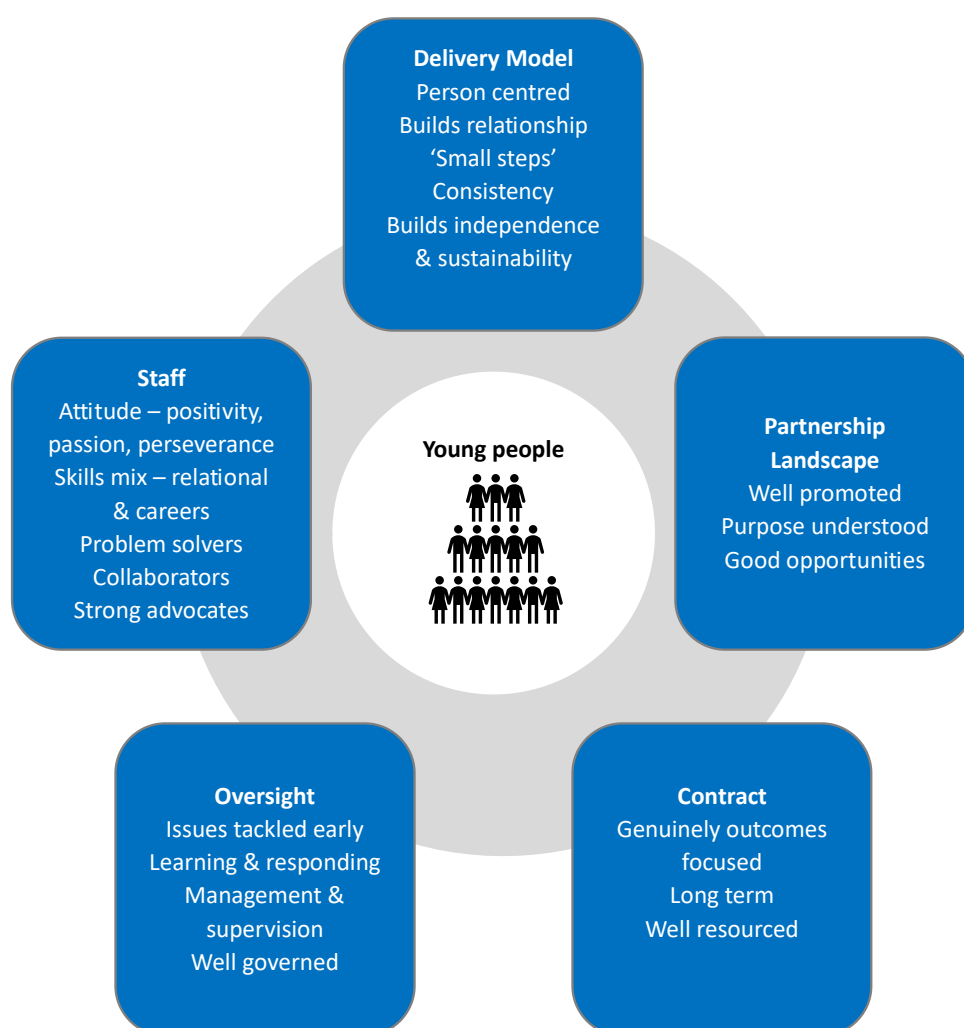 Delivery Model
Person centred
Builds relationship
‘Small steps’
Consistency
Builds independence
& sustainability
Staff
Attitude – positivity,
passion, perseverance
Skills mix – relational
& careers
Problem solvers
Collaborators
Strong advocates
Young people
Partnership
Landscape
Well promoted
Purpose understood
Good opportunities
Oversight
Issues tackled early
Learning & responding
Management &
supervision
Well governed
Contract
Genuinely outcomes
focused
Long term
Well resourced